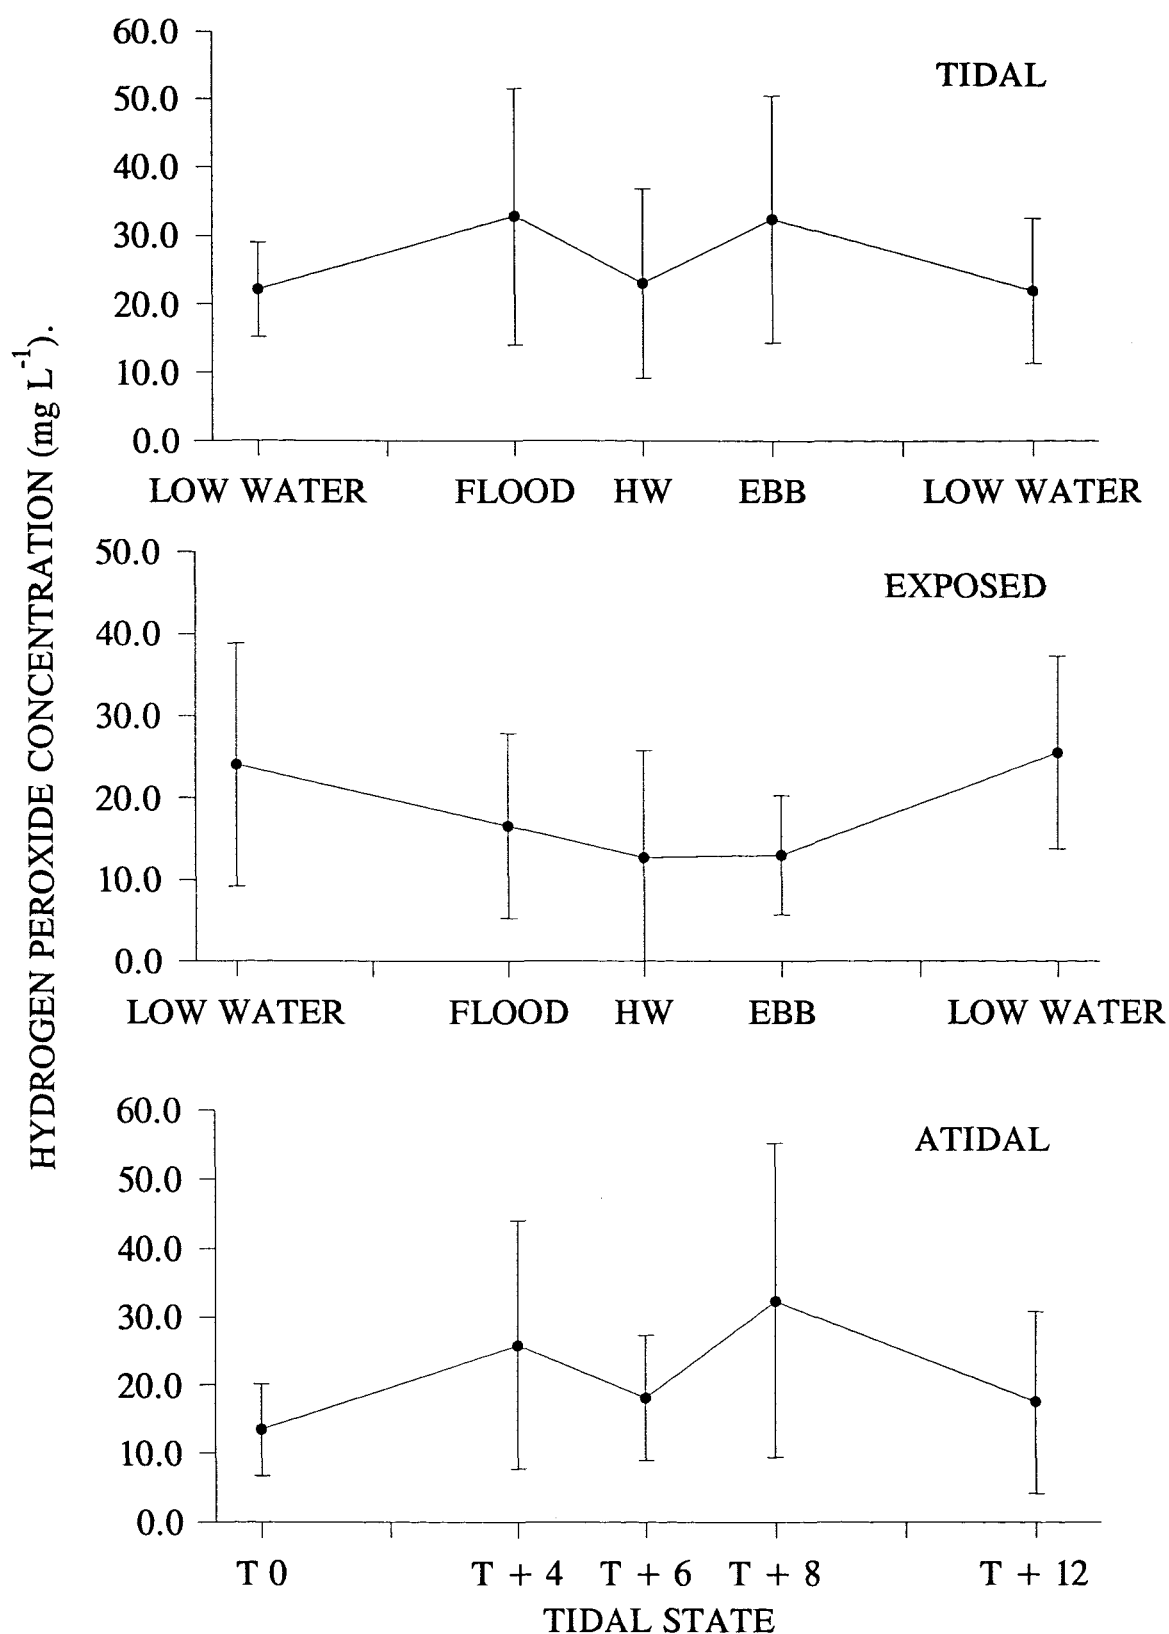 HYDROGEN PEROXIDE CONCENTRATION (mg L⁻¹).
TIDAL
60.0
50.0
40.0
30.0
20.0
10.0
0.0
LOW WATER FLOOD HW EBB LOW WATER
EXPOSED
50.0
40.0
30.0
20.0
10.0
0.0
LOW WATER FLOOD HW EBB LOW WATER
ATIDAL
60.0
50.0
40.0
30.0
20.0
10.0
0.0
T 0 T + 4 T + 6 T + 8 T + 12
TIDAL STATE